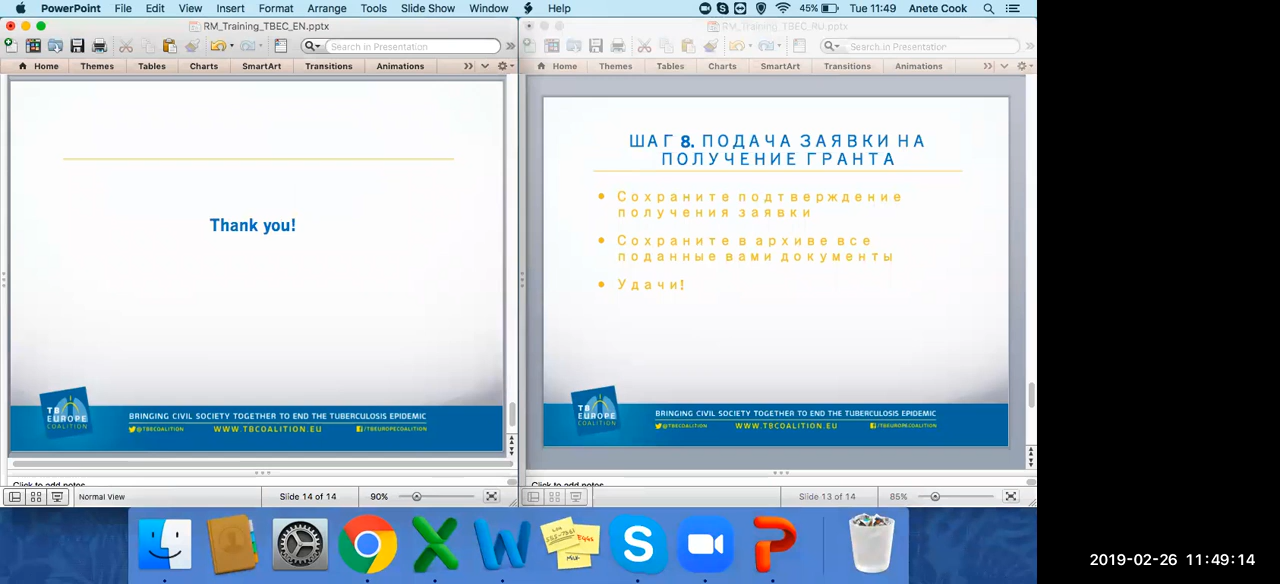 PowerPoint File Edit View Insert Format Arrange Tools Slide Show Window Help 45% Tue 11:49 Anete Cook
RM_Training_TBEC_EN.pptx
Search in Presentation
Home Themes Tables Charts SmartArt Transitions Animations
Thank you!
TB
EUROPE
COALITION
BRINGING CIVIL SOCIETY TOGETHER TO END THE TUBERCULOSIS EPIDEMIC
@TBECOALITION WWW.TBCOALITION.EU /TBEUROPECOALITION
Click to add notes
Normal View Slide 14 of 14 90%
RM_Training_TBEC_RU.pptx
Search in Presentation
Home Themes Tables Charts SmartArt Transitions Animations
ШАГ 8. ПОДАЧА ЗАЯВКИ НА
ПОЛУЧЕНИЕ ГРАНТА
• Сохраните подтверждение
получения заявки
• Сохраните в архиве все
поданные вами документы
• Удачи!
TB
EUROPE
COALITION
BRINGING CIVIL SOCIETY TOGETHER TO END THE TUBERCULOSIS EPIDEMIC
@TBECOALITION WWW.TBCOALITION.EU /TBEUROPECOALITION
Click to add notes
Slide 13 of 14 85%
EGGS
MILK
2019-02-26 11:49:14